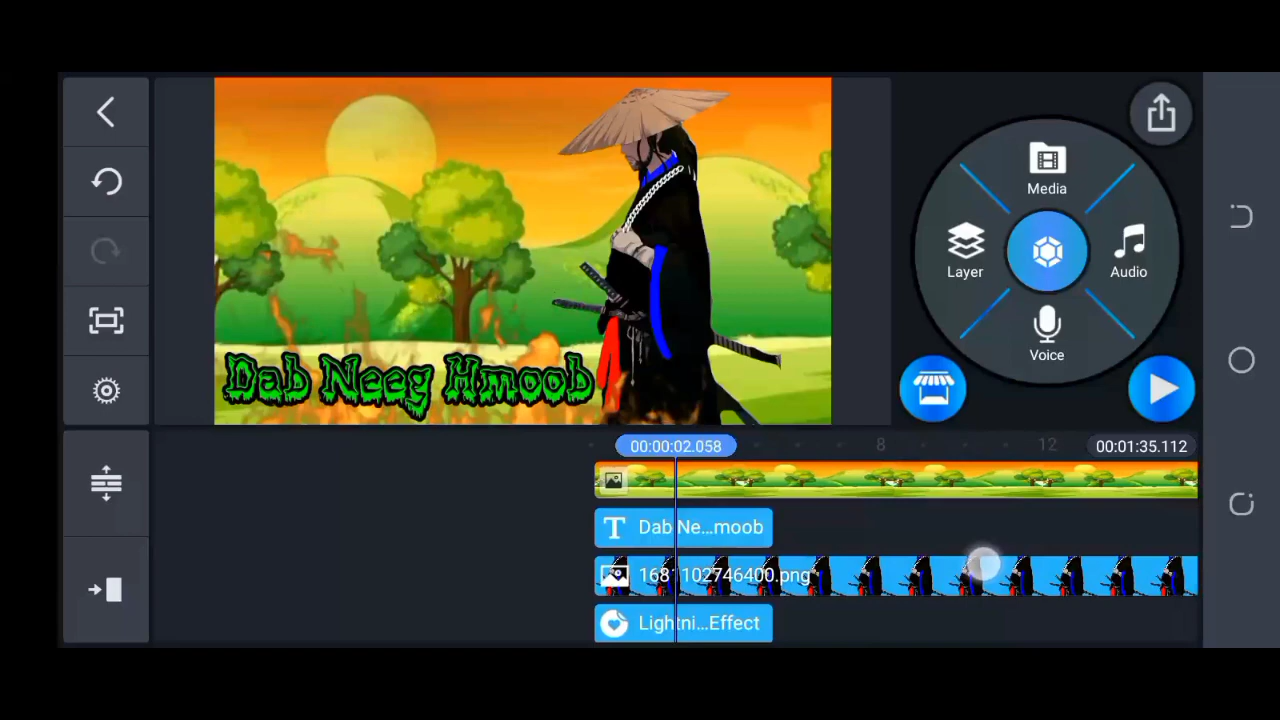 Media
Layer
Audio
Voice
Dab Neeg Hmoob
00:00:02.058
8
12
00:01:35.112
Dab Ne...moob
1681102746400.png
Lightni...Effect